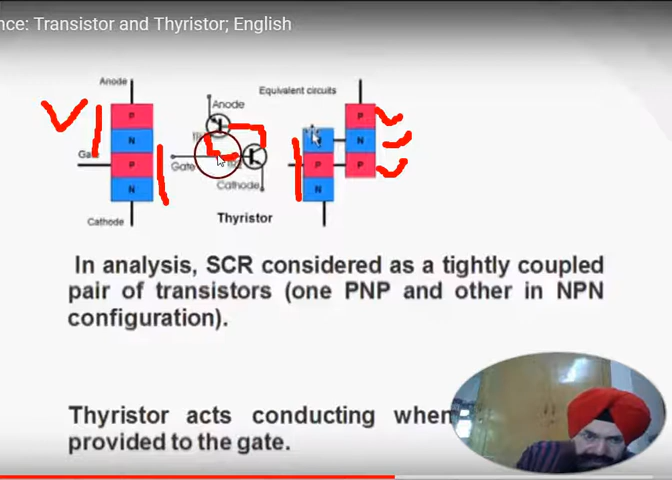 nce: Transistor and Thyristor; English
Anode
Equivalent circuits
Anode
P
P
N
N
N
Gate
Gate
P
P
P
Cathode
N
N
Cathode
Thyristor
In analysis, SCR considered as a tightly coupled
pair of transistors (one PNP and other in NPN
configuration).
Thyristor acts conducting when
provided to the gate.